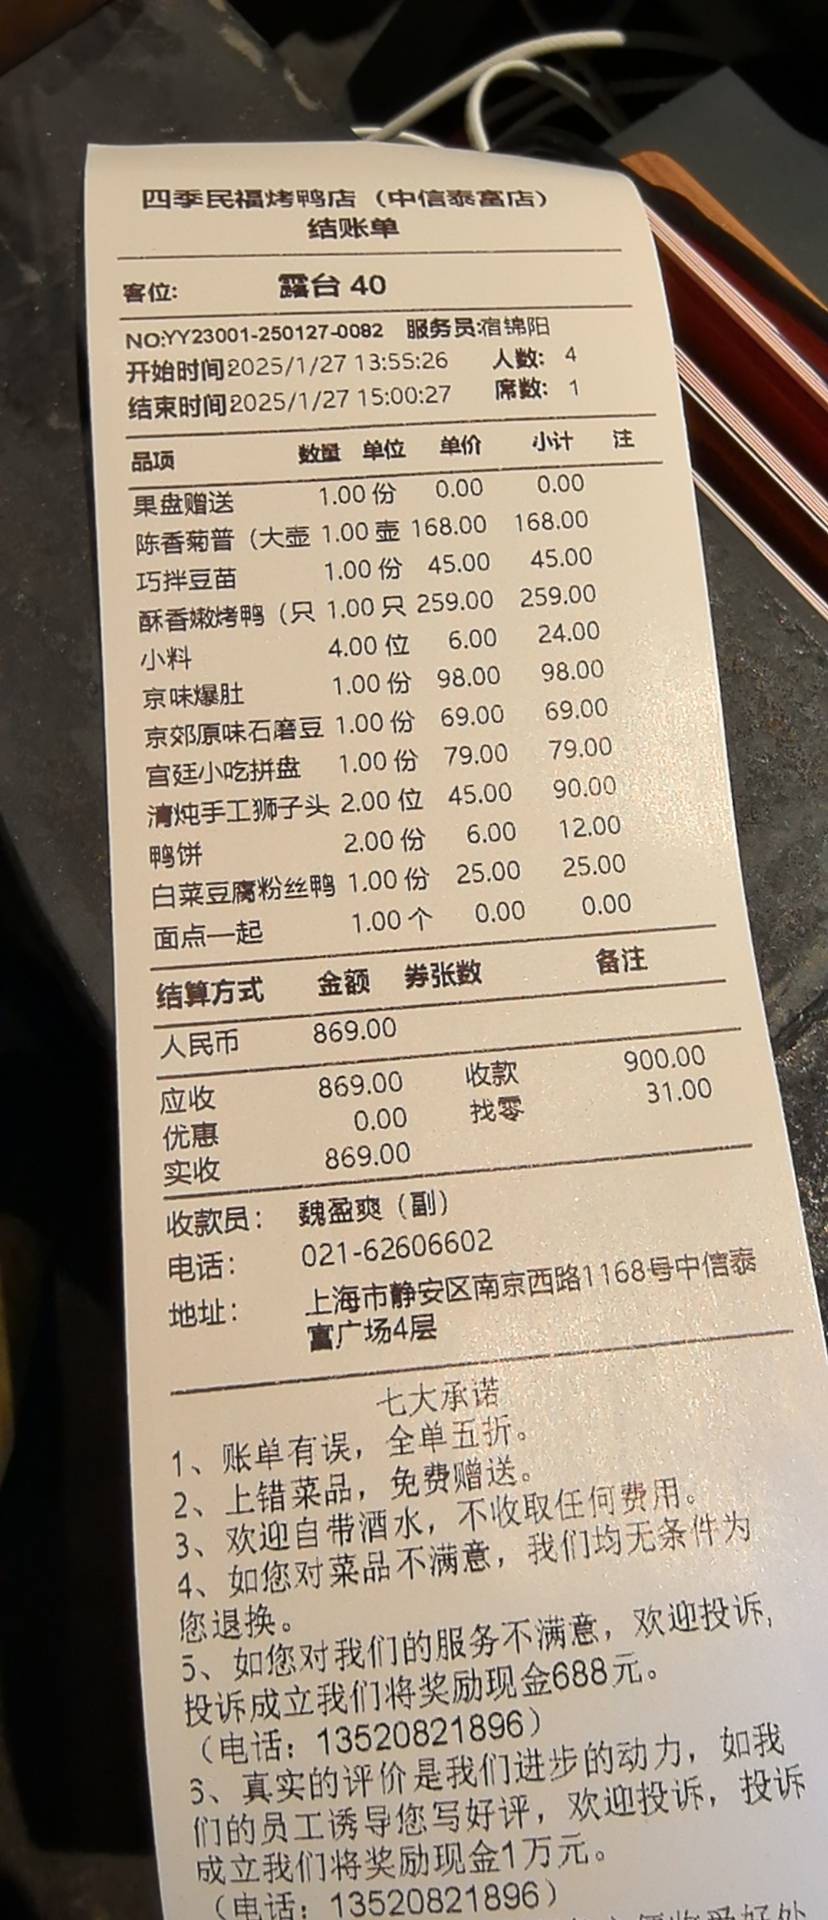 四季民福烤鸭店（中信泰富店）
结账单
客位: 露台 40
NO:YY23001-250127-0082 服务员:宿锦阳
开始时间2025/1/27 13:55:26 人数: 4
结束时间2025/1/27 15:00:27 席数: 1
品项 数量 单位 单价 小计 注
果盘赠送 1.00 份 0.00 0.00
陈香菊普（大壶 1.00 壶 168.00 168.00
巧拌豆苗 1.00 份 45.00 45.00
酥香嫩烤鸭（只 1.00 只 259.00 259.00
小料 4.00 位 6.00 24.00
京味爆肚 1.00 份 98.00 98.00
京郊原味石磨豆 1.00 份 69.00 69.00
宫廷小吃拼盘 1.00 份 79.00 79.00
清炖手工狮子头 2.00 位 45.00 90.00
鸭饼 2.00 份 6.00 12.00
白菜豆腐粉丝鸭 1.00 份 25.00 25.00
面点一起 1.00 个 0.00 0.00
结算方式 金额 券张数 备注
人民币 869.00
应收 869.00 收款 900.00
优惠 0.00 找零 31.00
实收 869.00
收款员: 魏盈爽（副）
电话: 021-62606602
地址: 上海市静安区南京西路1168号中信泰
富广场4层
七大承诺
1、账单有误，全单五折。
2、上错菜品，免费赠送。
3、欢迎自带酒水，不收取任何费用。
4、如您对菜品不满意，我们均无条件为
您退换。
5、如您对我们的服务不满意，欢迎投诉,
投诉成立我们将奖励现金688元。
（电话：13520821896）
6、真实的评价是我们进步的动力，如我
们的员工诱导您写好评，欢迎投诉，投诉
成立我们将奖励现金1万元。
（电话：13520821896）